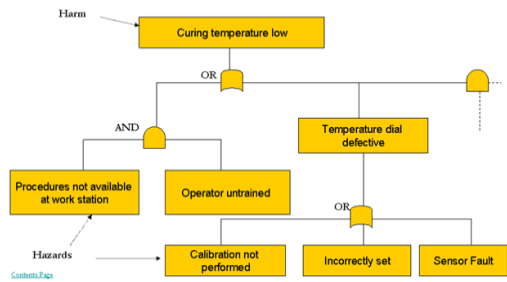 Harm
Curing temperature low
OR
AND
Temperature dial
defective
Procedures not available
at work station
Operator untrained
OR
Hazards
Calibration not
performed
Incorrectly set
Sensor Fault
Contents Page